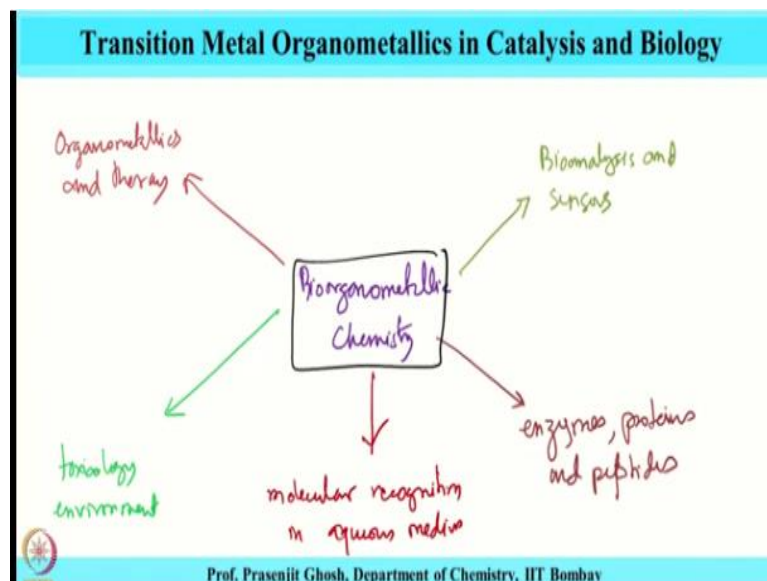 Transition Metal Organometallics in Catalysis and Biology
Organometallics
and therapy
Bioanalysis and
Sensors
Bioorganometallic
Chemistry
toxicology
environment
molecular recognition
in aqueous medium
enzymes, proteins
and peptides
Prof. Prasenjit Ghosh, Department of Chemistry, IIT Bombay